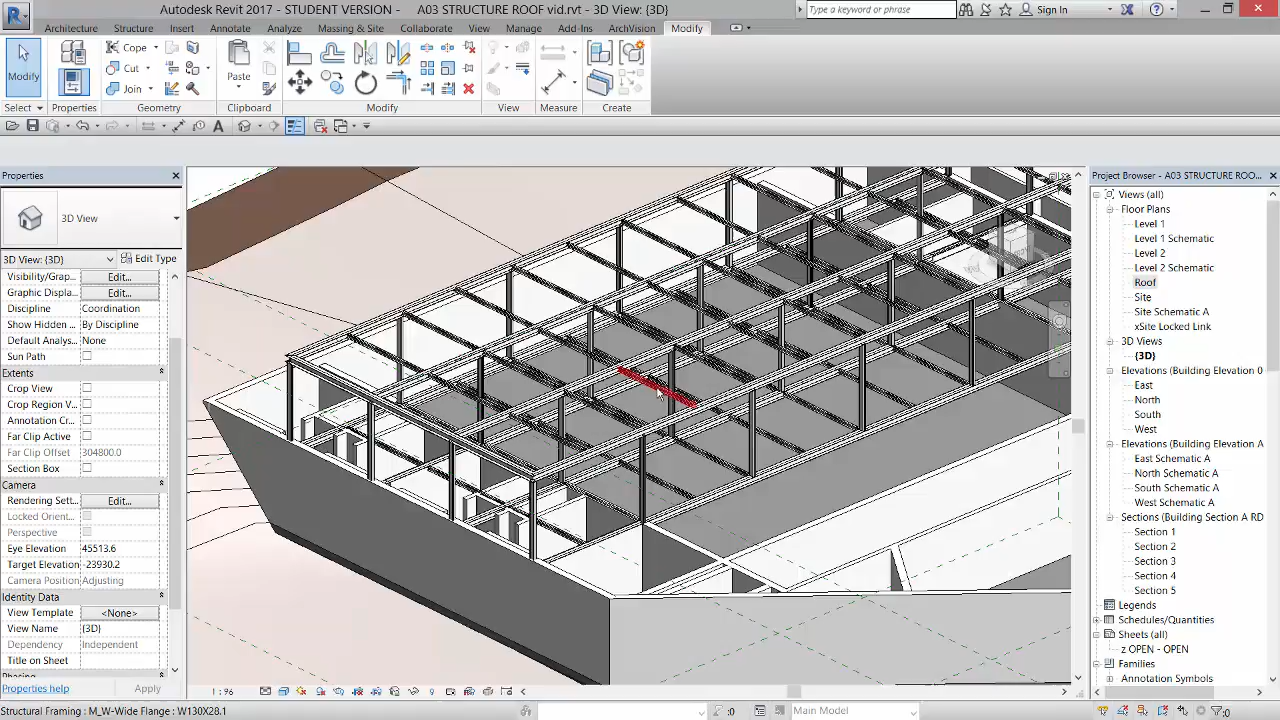 Autodesk Revit 2017 - STUDENT VERSION - A03 STRUCTURE ROOF vid.rvt - 3D View: {3D}
Type a keyword or phrase
Sign In
Architecture Structure Insert Annotate Analyze Massing & Site Collaborate View Manage Add-Ins ArchVision Modify
Modify
Cope
Cut
Join
Paste
Select Properties Geometry Clipboard Modify View Measure Create
Properties
3D View
3D View: {3D}
Edit Type
Visibility/Grap... Edit...
Graphic Displa... Edit...
Discipline Coordination
Show Hidden ... By Discipline
Default Analys... None
Sun Path
Extents
Crop View
Crop Region V...
Annotation Cr...
Far Clip Active
Far Clip Offset 304800.0
Section Box
Camera
Rendering Sett... Edit...
Locked Orient...
Perspective
Eye Elevation 45513.6
Target Elevation -23930.2
Camera Position Adjusting
Identity Data
View Template <None>
View Name {3D}
Dependency Independent
Title on Sheet
Properties help
Apply
Project Browser - A03 STRUCTURE ROO...
Views (all)
Floor Plans
Level 1
Level 1 Schematic
Level 2
Level 2 Schematic
Roof
Site
Site Schematic A
xSite Locked Link
3D Views
{3D}
Elevations (Building Elevation 0
East
North
South
West
Elevations (Building Elevation A
East Schematic A
North Schematic A
South Schematic A
West Schematic A
Sections (Building Section A RD
Section 1
Section 2
Section 3
Section 4
Section 5
Legends
Schedules/Quantities
Sheets (all)
z OPEN - OPEN
Families
Annotation Symbols
1 : 96
Structural Framing : M_W-Wide Flange : W130X28.1
:0
Main Model
:0